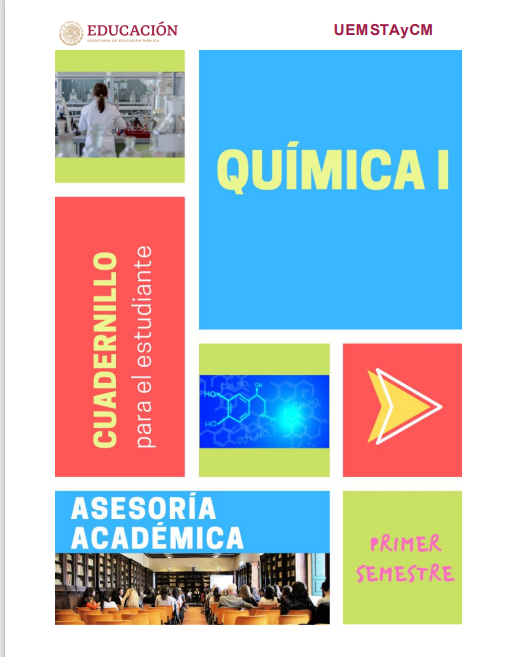 EDUCACIÓN
SECRETARÍA DE EDUCACIÓN PÚBLICA
UEMSTAyCM
QUÍMICA I
CUADERNILLO
para el estudiante
OH
HO
HO
ASESORÍA
ACADÉMICA
PRIMER
SEMESTRE